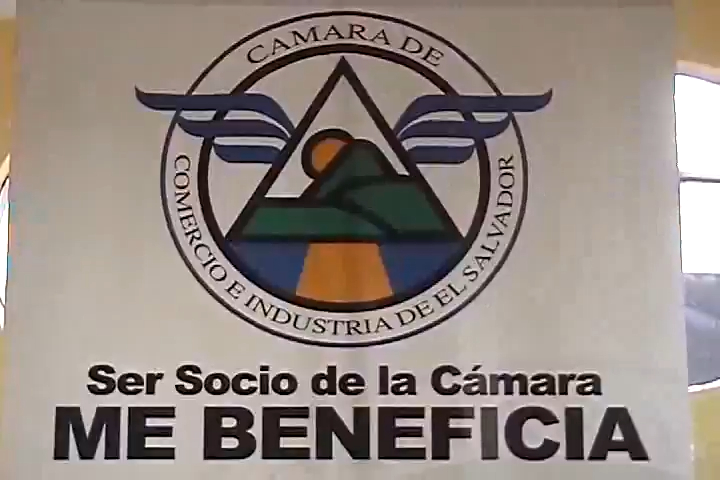 CAMARA DE
COMERCIO E INDUSTRIA DE EL SALVADOR
Ser Socio de la Cámara
ME BENEFICIA